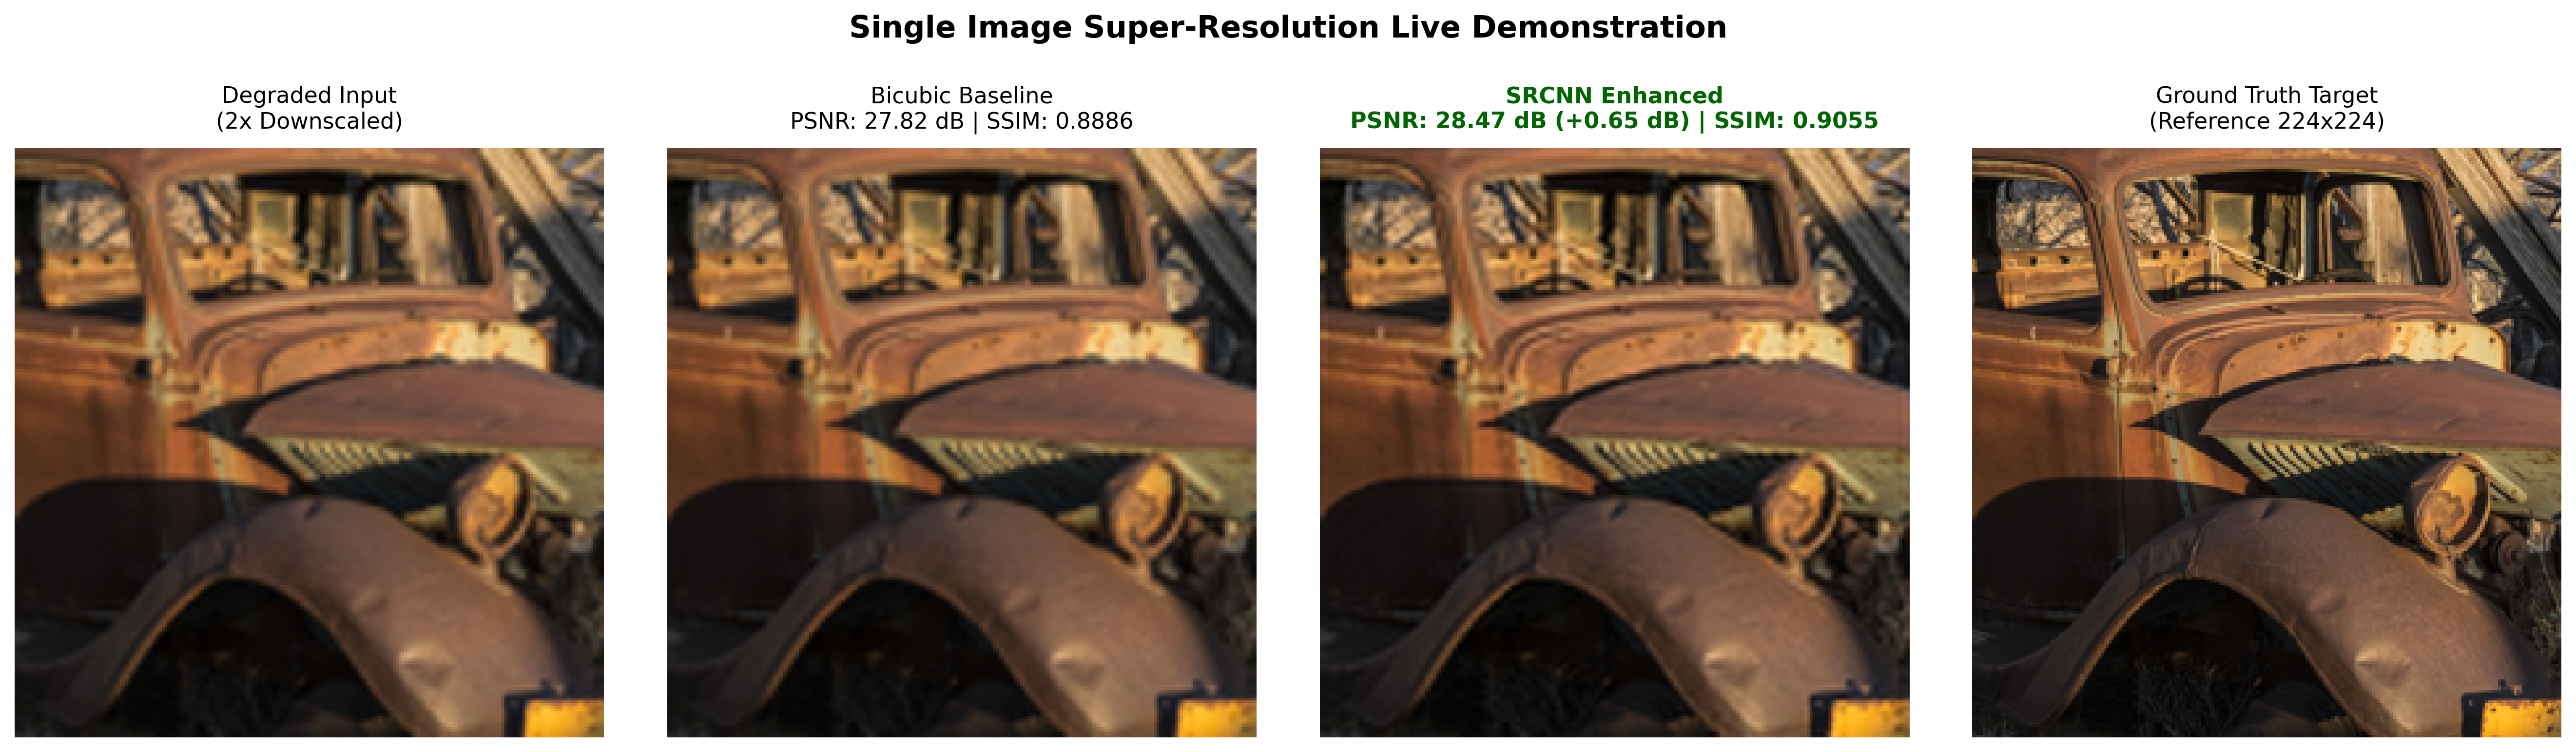 Single Image Super-Resolution Live Demonstration
Degraded Input
(2x Downscaled)
Bicubic Baseline
PSNR: 27.82 dB | SSIM: 0.8886
SRCNN Enhanced
PSNR: 28.47 dB (+0.65 dB) | SSIM: 0.9055
Ground Truth Target
(Reference 224x224)